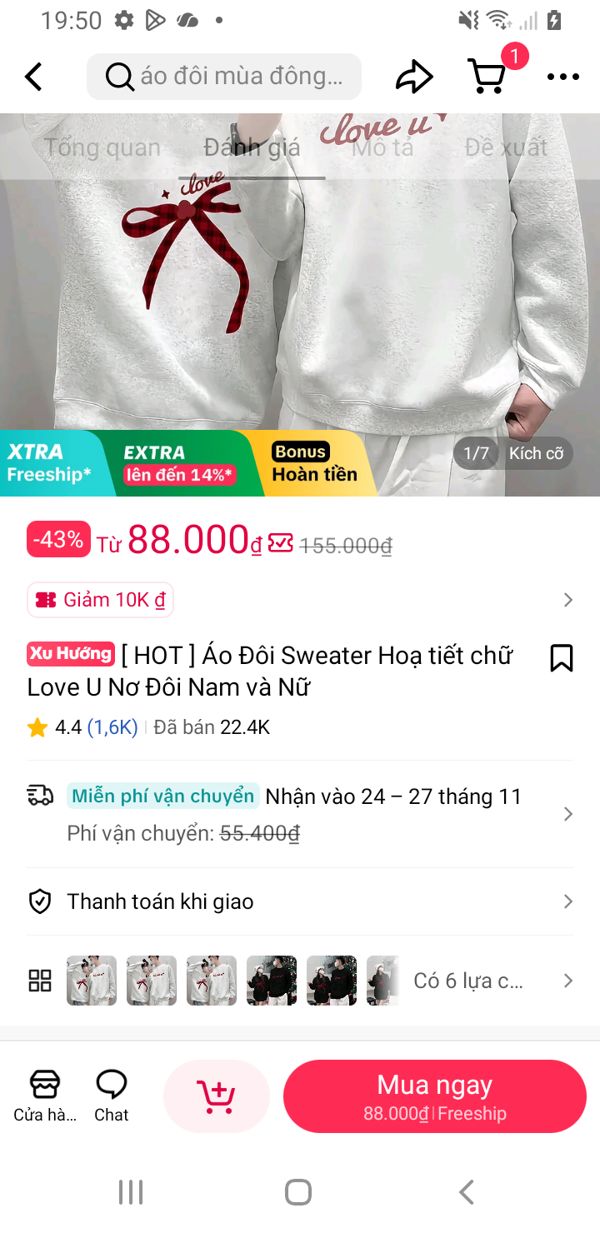 19:50
áo đôi mùa đông...
1
love u
Tổng quan
Đánh giá
Mô tả
Đề xuất
love
XTRA
Freeship*
EXTRA
lên đến 14%*
Bonus
Hoàn tiền
1/7
Kích cỡ
-43% Từ 88.000₫ 155.000₫
Giảm 10K ₫
Xu Hướng [ HOT ] Áo Đôi Sweater Hoạ tiết chữ
Love U Nơ Đôi Nam và Nữ
4.4 (1,6K) Đã bán 22.4K
Miễn phí vận chuyển Nhận vào 24 – 27 tháng 11
Phí vận chuyển: 55.400₫
Thanh toán khi giao
Có 6 lựa c...
Cửa hà...
Chat
Mua ngay
88.000₫ | Freeship